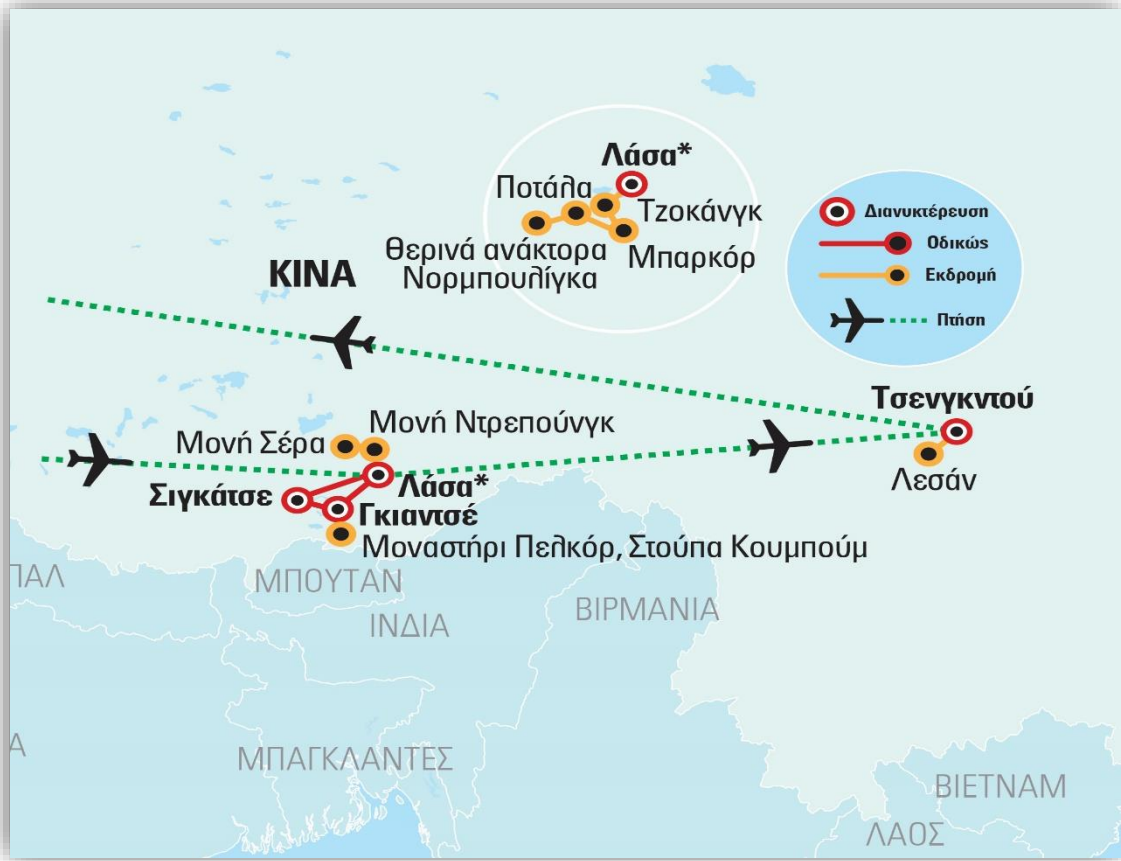 Λάσα*
Ποτάλα
Τζοκάνγκ
Θερινά ανάκτορα
Νορμπουλίγκα
Μπαρκόρ
Διανυκτέρευση
Οδικώς
Εκδρομή
Πτήση
ΚΙΝΑ
Τσενγκντού
Λεσάν
Μονή Ντρεπούνγκ
Μονή Σέρα
Λάσα*
Σιγκάτσε
Γκιαντσέ
Μοναστήρι Πελκόρ, Στούπα Κουμπούμ
ΠΑΛ
ΜΠΟΥΤΑΝ
ΙΝΔΙΑ
ΒΙΡΜΑΝΙΑ
Α
ΜΠΑΓΚΛΑΝΤΕΣ
ΒΙΕΤΝΑΜ
ΛΑΟΣ